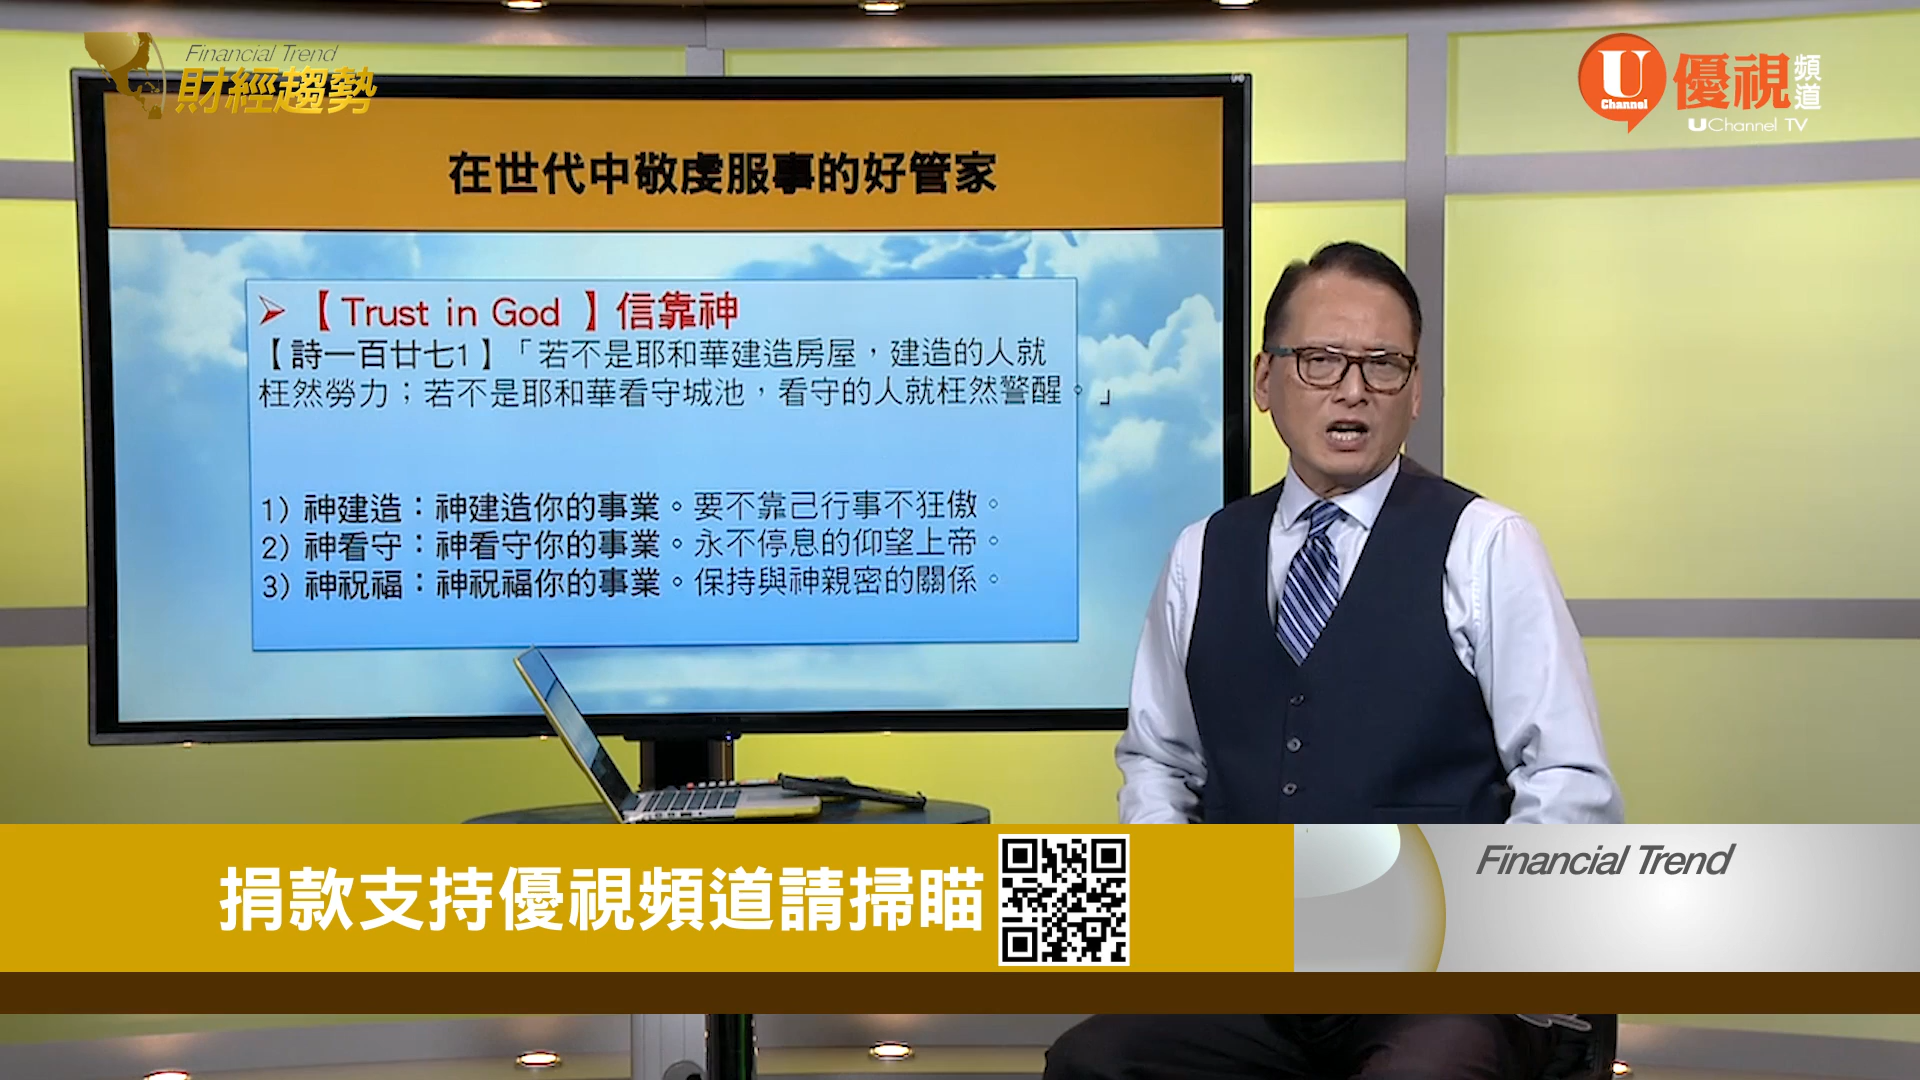 Financial Trend
財經趨勢
U Channel
優視頻道
UChannel TV
在世代中敬虔服事的好管家
➢【Trust in God】信靠神
【詩一百廿七1】「若不是耶和華建造房屋，建造的人就
枉然勞力；若不是耶和華看守城池，看守的人就枉然警醒。」
1) 神建造：神建造你的事業。要不靠己行事不狂傲。
2) 神看守：神看守你的事業。永不停息的仰望上帝。
3) 神祝福：神祝福你的事業。保持與神親密的關係。
捐款支持優視頻道請掃瞄
Financial Trend